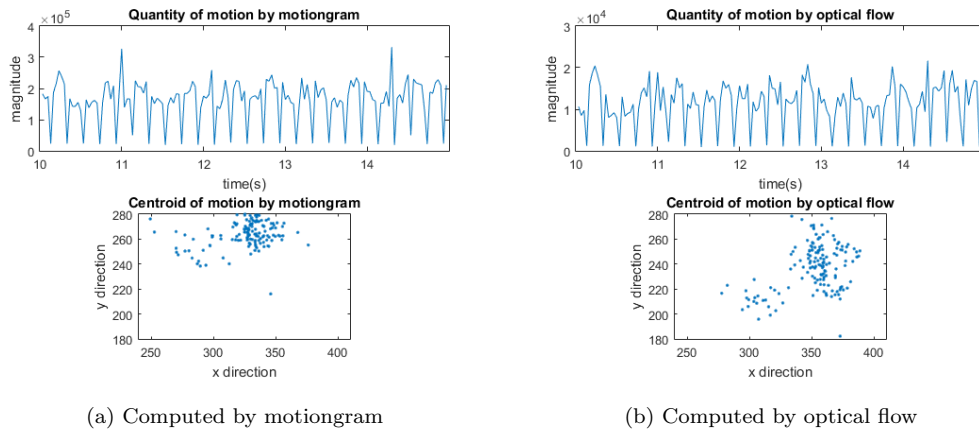 Quantity of motion by motiongram
× 10^5
4
3
2
1
0
magnitude
10
11
12
13
14
time(s)
Centroid of motion by motiongram
280
260
240
220
200
180
y direction
250
300
350
400
x direction
(a) Computed by motiongram
Quantity of motion by optical flow
× 10^4
3
2
1
0
magnitude
10
11
12
13
14
time(s)
Centroid of motion by optical flow
280
260
240
220
200
180
y direction
250
300
350
400
x direction
(b) Computed by optical flow